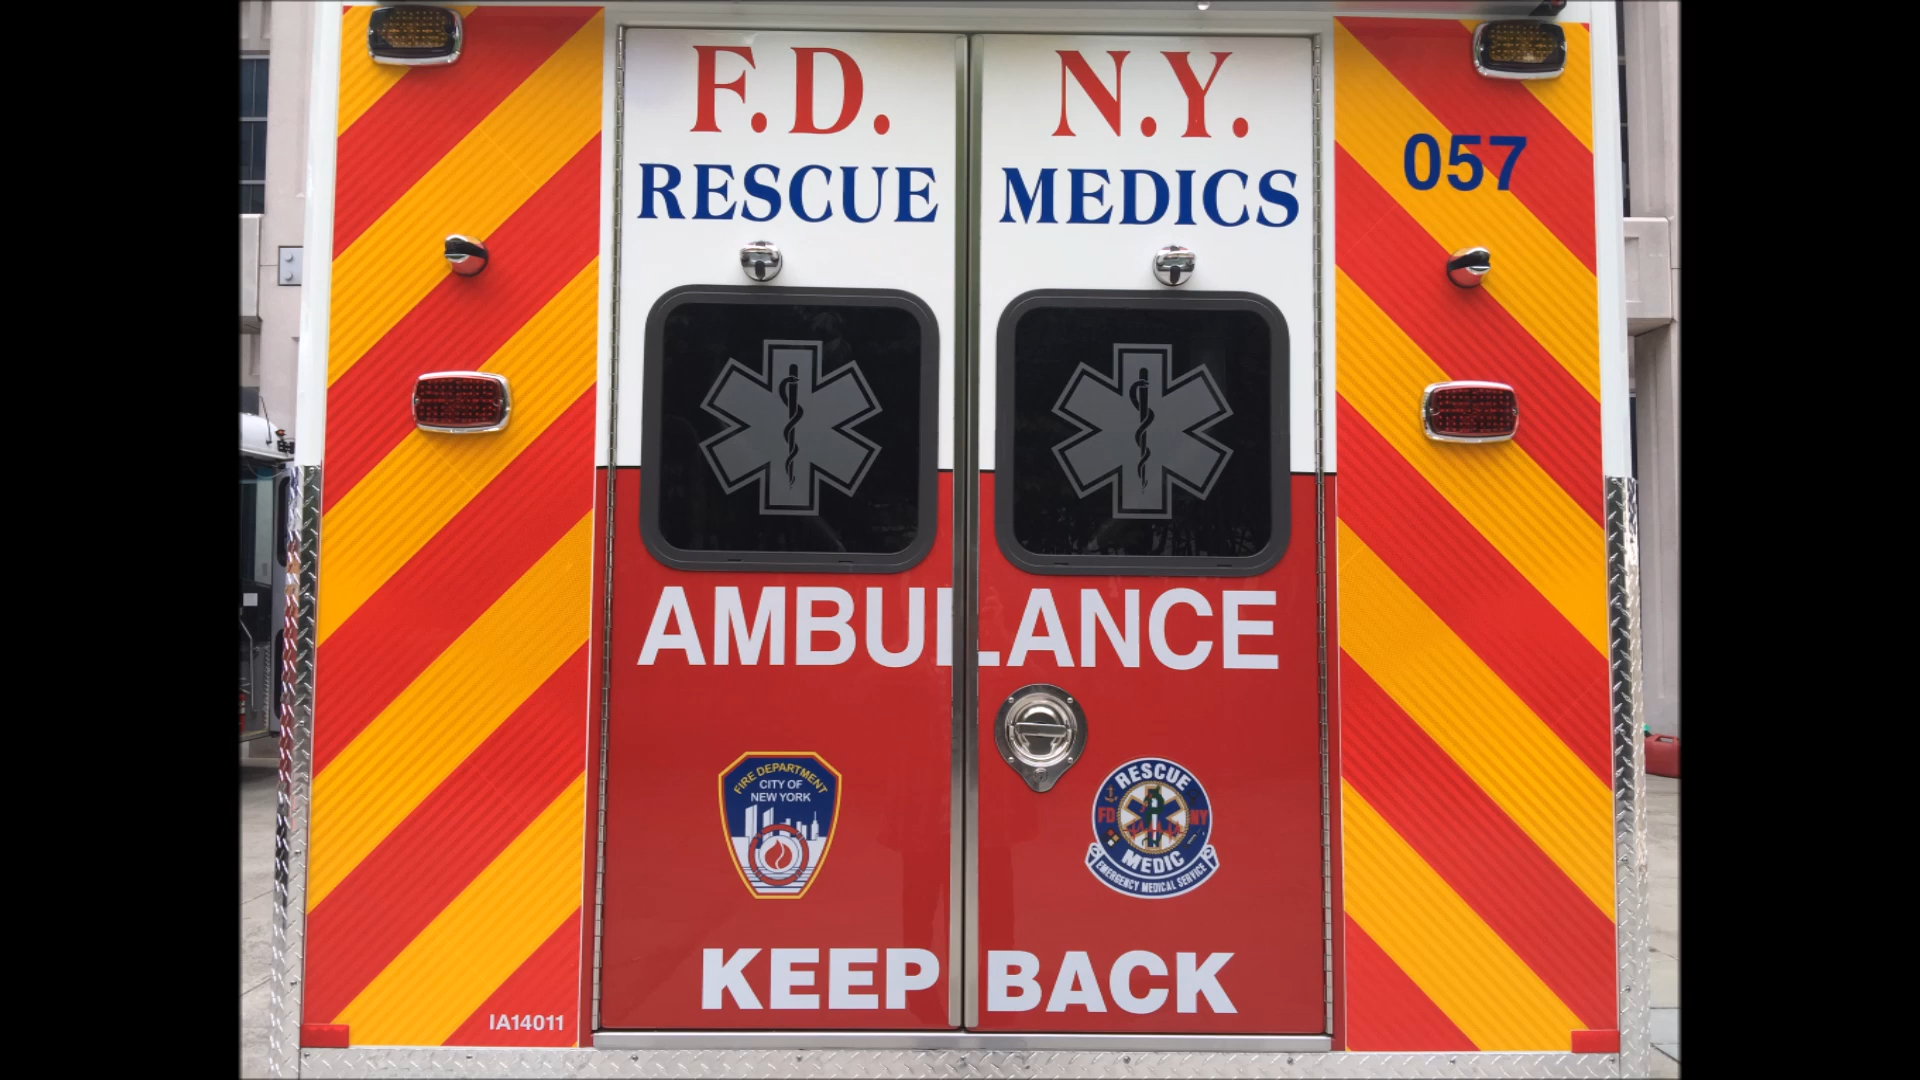 F.D. N.Y.
RESCUE MEDICS
057
AMBULANCE
FIRE DEPARTMENT
CITY OF
NEW YORK
RESCUE
FD NY
MEDIC
EMERGENCY MEDICAL SERVICE
KEEP BACK
IA14011